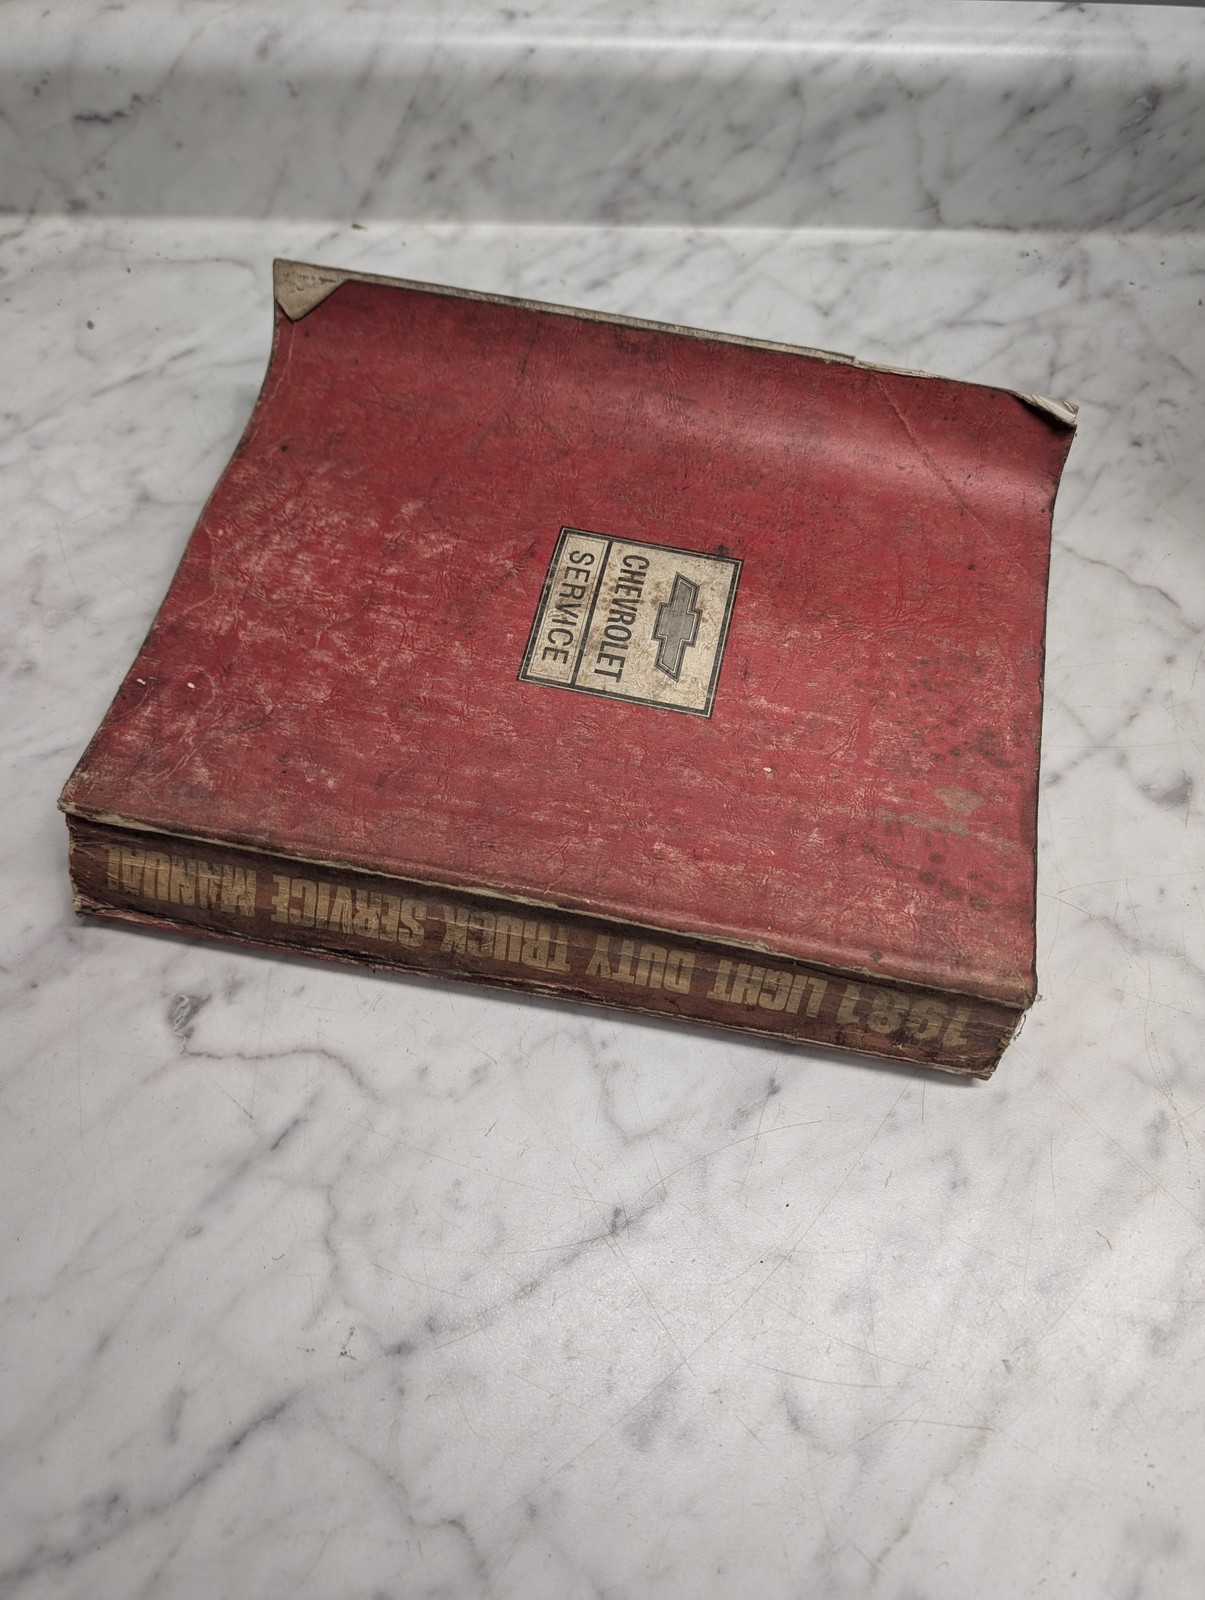 CHEVROLET
SERVICE
1981 LIGHT DUTY TRUCK SERVICE MANUAL